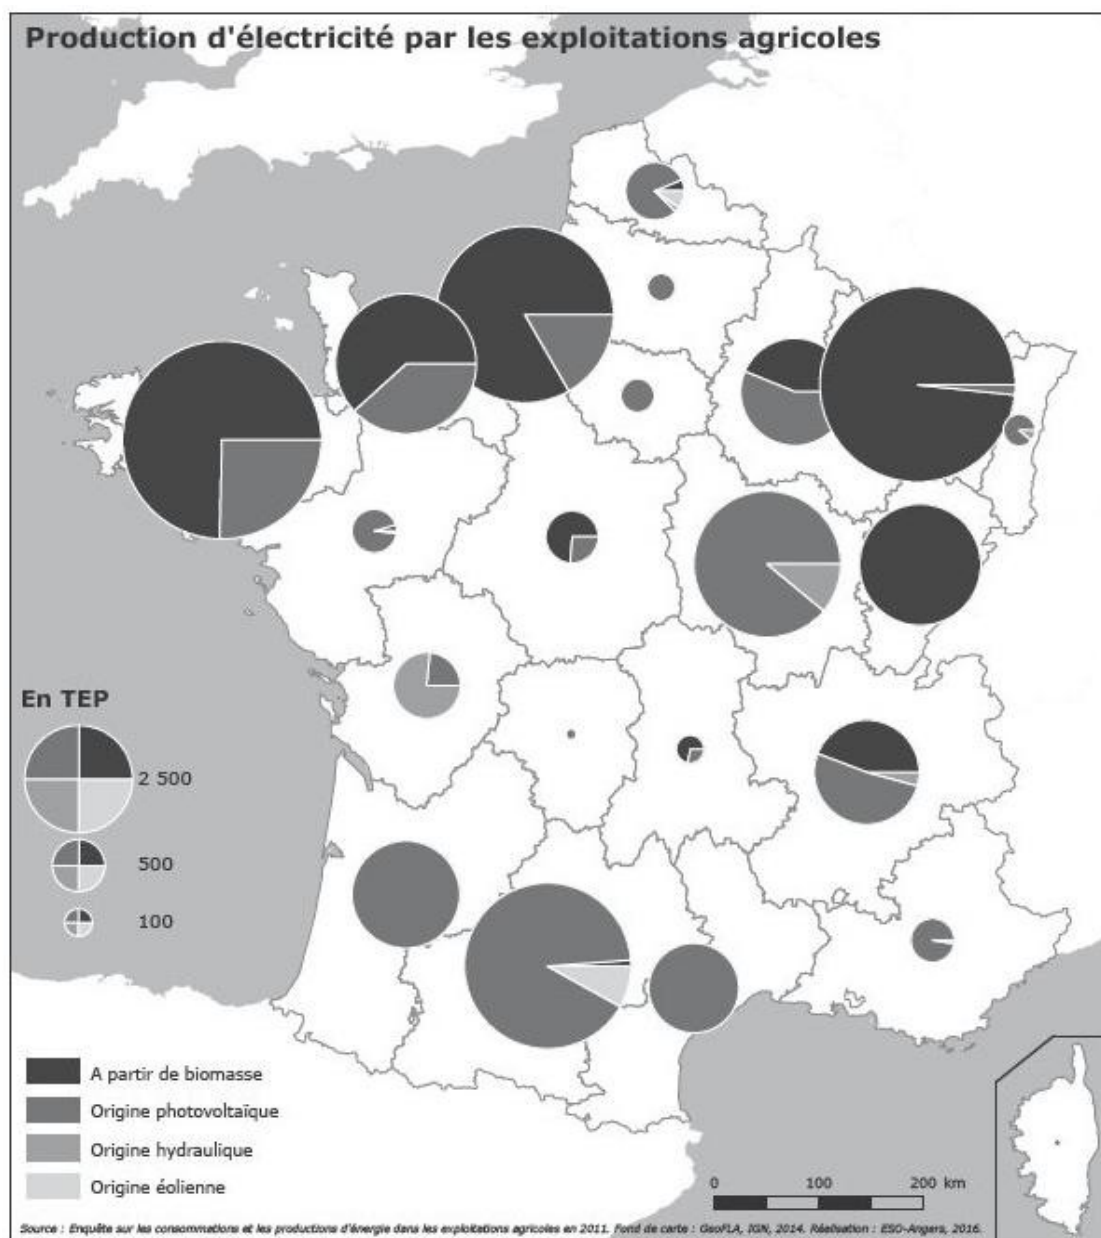 Production d'électricité par les exploitations agricoles
En TEP
2 500
500
100
A partir de biomasse
Origine photovoltaïque
Origine hydraulique
Origine éolienne
0 100 200 km
Source : Enquête sur les consommations et les productions d'énergie dans les exploitations agricoles en 2011. Fond de carte : GeoFLA, IGN, 2014. Réalisation : ESO-Angers, 2016.